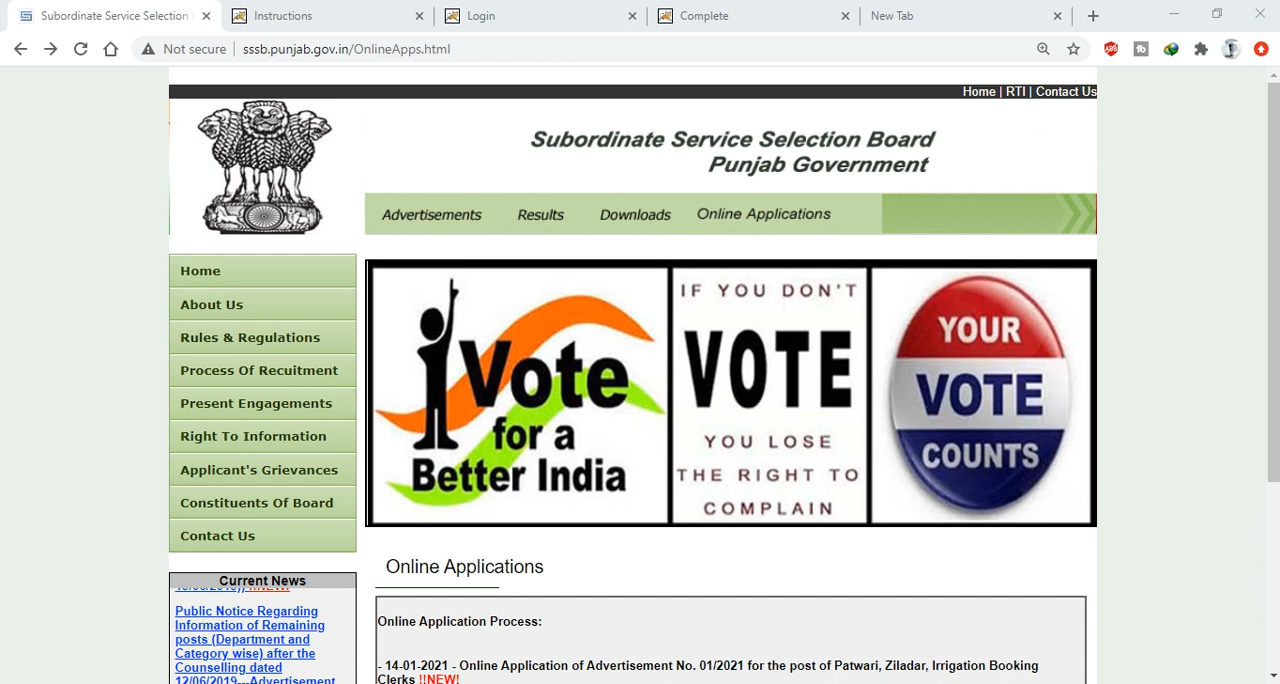 Subordinate Service Selection
Instructions
Login
Complete
New Tab
Not secure
sssb.punjab.gov.in/OnlineApps.html
Home | RTI | Contact Us
Subordinate Service Selection Board
Punjab Government
Advertisements
Results
Downloads
Online Applications
Home
About Us
Rules & Regulations
Process Of Recuitment
Present Engagements
Right To Information
Applicant's Grievances
Constituents Of Board
Contact Us
Vote
for a
Better India
IF YOU DON'T
VOTE
YOU LOSE
THE RIGHT TO
COMPLAIN
YOUR
VOTE
COUNTS
Current News
!!NEW!
Public Notice Regarding
Information of Remaining
posts (Department and
Category wise) after the
Counselling dated
12/06/2019---Advertisement
Online Applications
Online Application Process:
- 14-01-2021 - Online Application of Advertisement No. 01/2021 for the post of Patwari, Ziladar, Irrigation Booking
Clerks !!NEW!